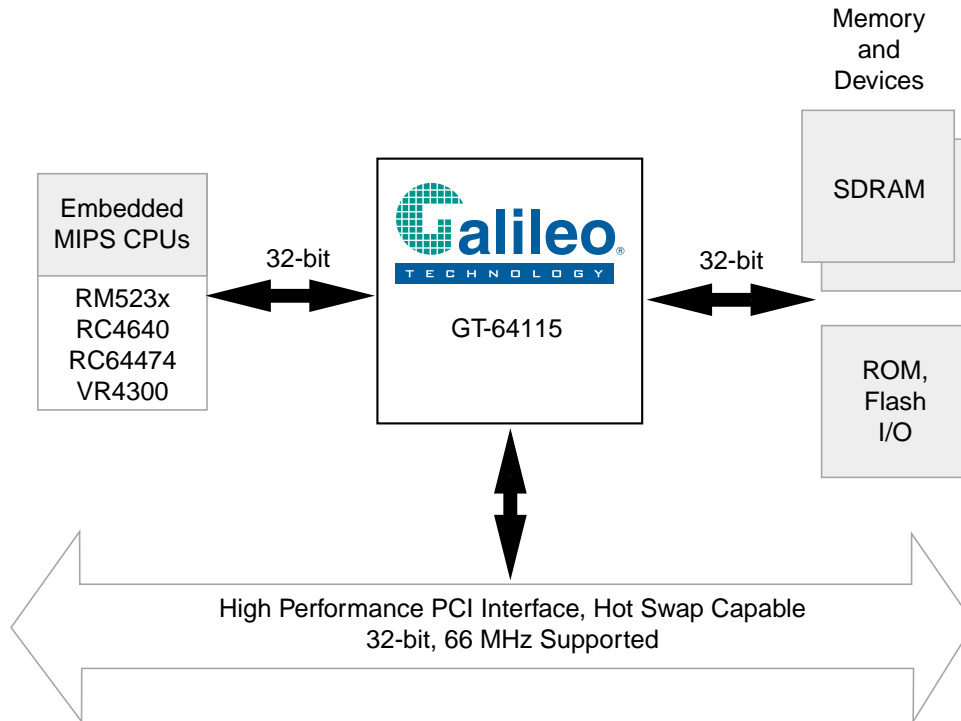 Memory
and
Devices
SDRAM
Embedded
MIPS CPUs
RM523x
RC4640
RC64474
VR4300
32-bit
Galileo®
TECHNOLOGY
GT-64115
32-bit
ROM,
Flash
I/O
High Performance PCI Interface, Hot Swap Capable
32-bit, 66 MHz Supported